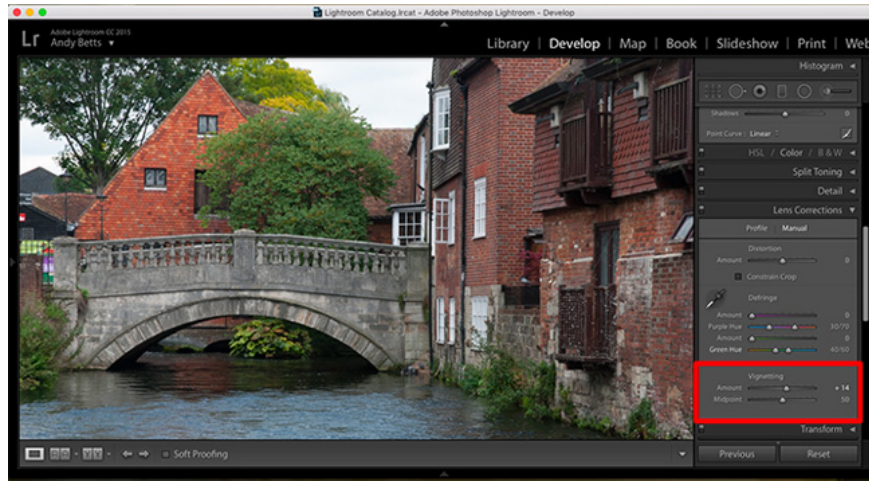 Lightroom Catalog.lrcat - Adobe Photoshop Lightroom - Develop
Lr
Adobe Lightroom CC 2015
Andy Betts
Library | Develop | Map | Book | Slideshow | Print | Web
Histogram
Shadows 0
Point Curve : Linear
HSL / Color / B & W
Split Toning
Detail
Lens Corrections
Profile Manual
Distortion
Amount 0
Constrain Crop
Defringe
Amount 0
Purple Hue 30/70
Amount 0
Green Hue 40/60
Vignetting
Amount + 14
Midpoint 50
Transform
Soft Proofing
Previous Reset